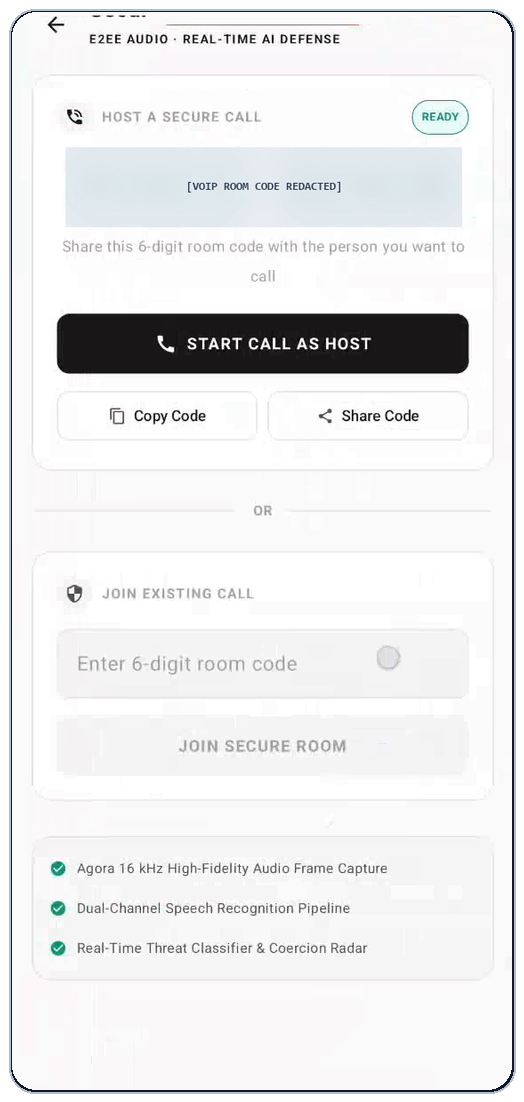 E2EE AUDIO · REAL-TIME AI DEFENSE
HOST A SECURE CALL
READY
[VOIP ROOM CODE REDACTED]
Share this 6-digit room code with the person you want to
call
START CALL AS HOST
Copy Code
Share Code
OR
JOIN EXISTING CALL
Enter 6-digit room code
JOIN SECURE ROOM
Agora 16 kHz High-Fidelity Audio Frame Capture
Dual-Channel Speech Recognition Pipeline
Real-Time Threat Classifier & Coercion Radar